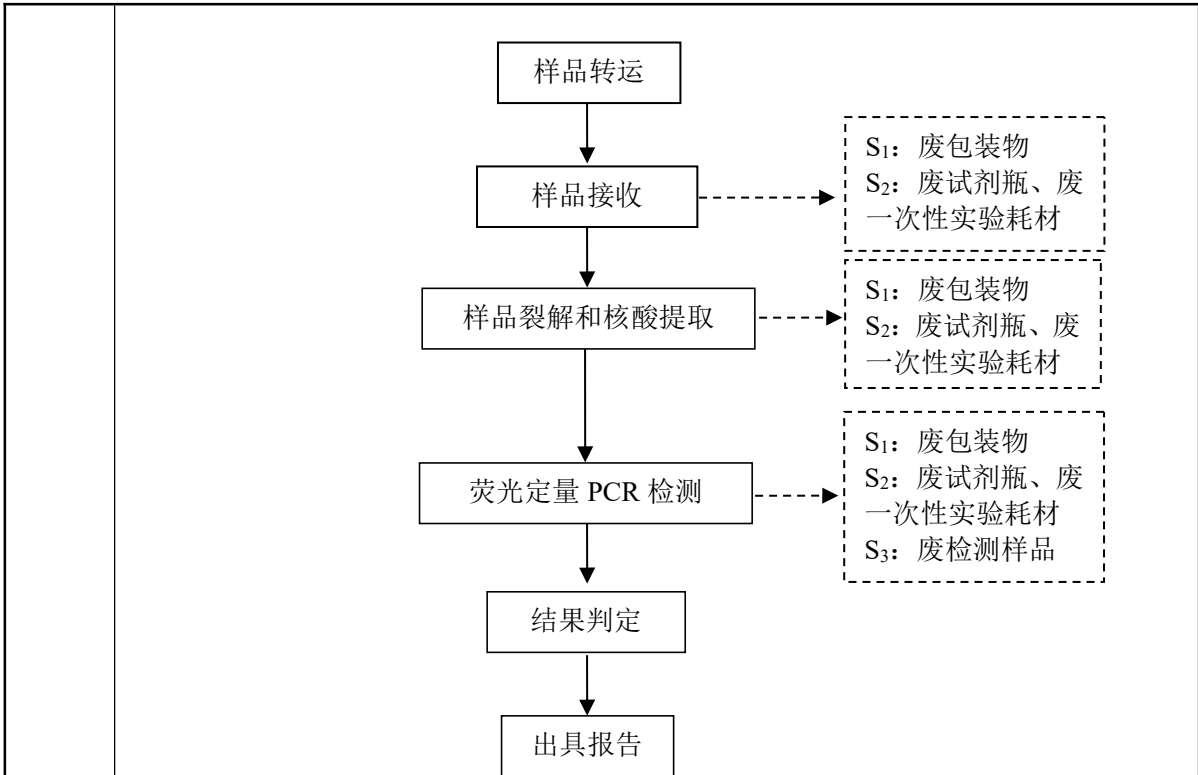 样品转运
样品接收
S₁：废包装物
S₂：废试剂瓶、废
一次性实验耗材
样品裂解和核酸提取
S₁：废包装物
S₂：废试剂瓶、废
一次性实验耗材
荧光定量 PCR 检测
S₁：废包装物
S₂：废试剂瓶、废
一次性实验耗材
S₃：废检测样品
结果判定
出具报告